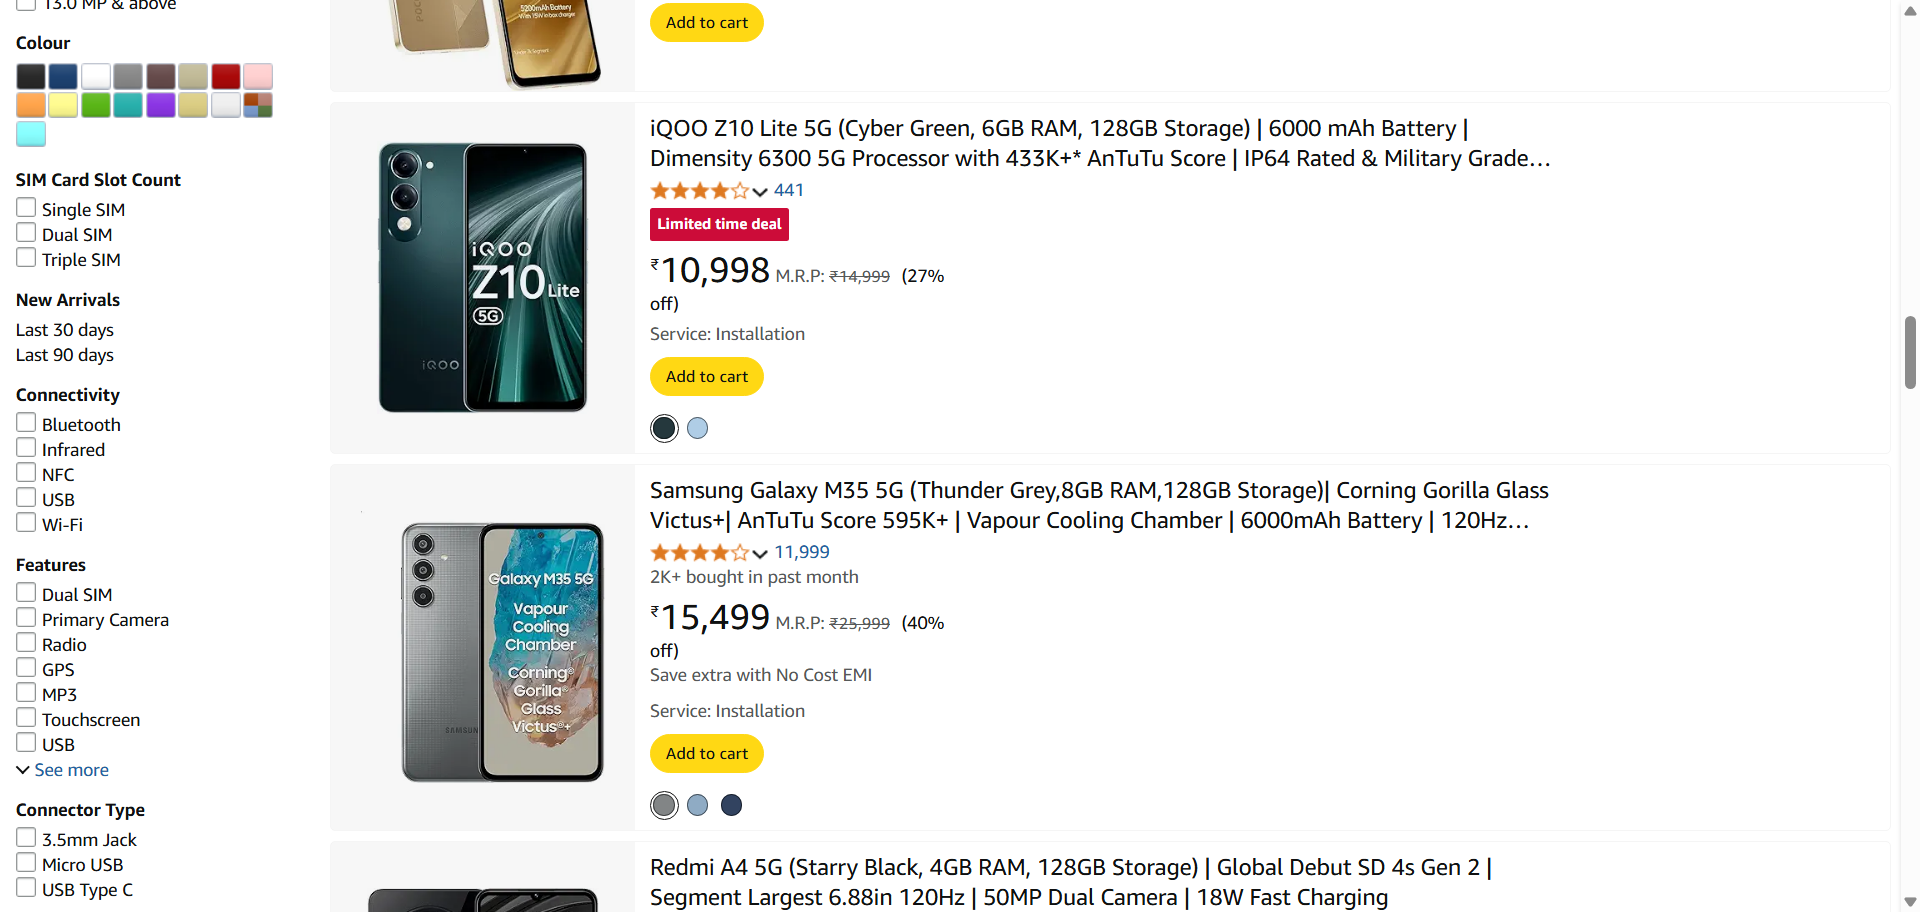 13.0 MP & above
Colour
SIM Card Slot Count
Single SIM
Dual SIM
Triple SIM
New Arrivals
Last 30 days
Last 90 days
Connectivity
Bluetooth
Infrared
NFC
USB
Wi-Fi
Features
Dual SIM
Primary Camera
Radio
GPS
MP3
Touchscreen
USB
See more
Connector Type
3.5mm Jack
Micro USB
USB Type C
5200mAh Battery
With 15W in box charger
Add to cart
iQOO
Z10 Lite
5G
iQOO
iQOO Z10 Lite 5G (Cyber Green, 6GB RAM, 128GB Storage) | 6000 mAh Battery |
Dimensity 6300 5G Processor with 433K+* AnTuTu Score | IP64 Rated & Military Grade…
441
Limited time deal
₹10,998 M.R.P: ₹14,999 (27%
off)
Service: Installation
Add to cart
Galaxy M35 5G
Vapour
Cooling
Chamber
Corning®
Gorilla®
Glass
Victus®+
SAMSUNG
Samsung Galaxy M35 5G (Thunder Grey,8GB RAM,128GB Storage)| Corning Gorilla Glass
Victus+| AnTuTu Score 595K+ | Vapour Cooling Chamber | 6000mAh Battery | 120Hz…
11,999
2K+ bought in past month
₹15,499 M.R.P: ₹25,999 (40%
off)
Save extra with No Cost EMI
Service: Installation
Add to cart
Redmi A4 5G (Starry Black, 4GB RAM, 128GB Storage) | Global Debut SD 4s Gen 2 |
Segment Largest 6.88in 120Hz | 50MP Dual Camera | 18W Fast Charging